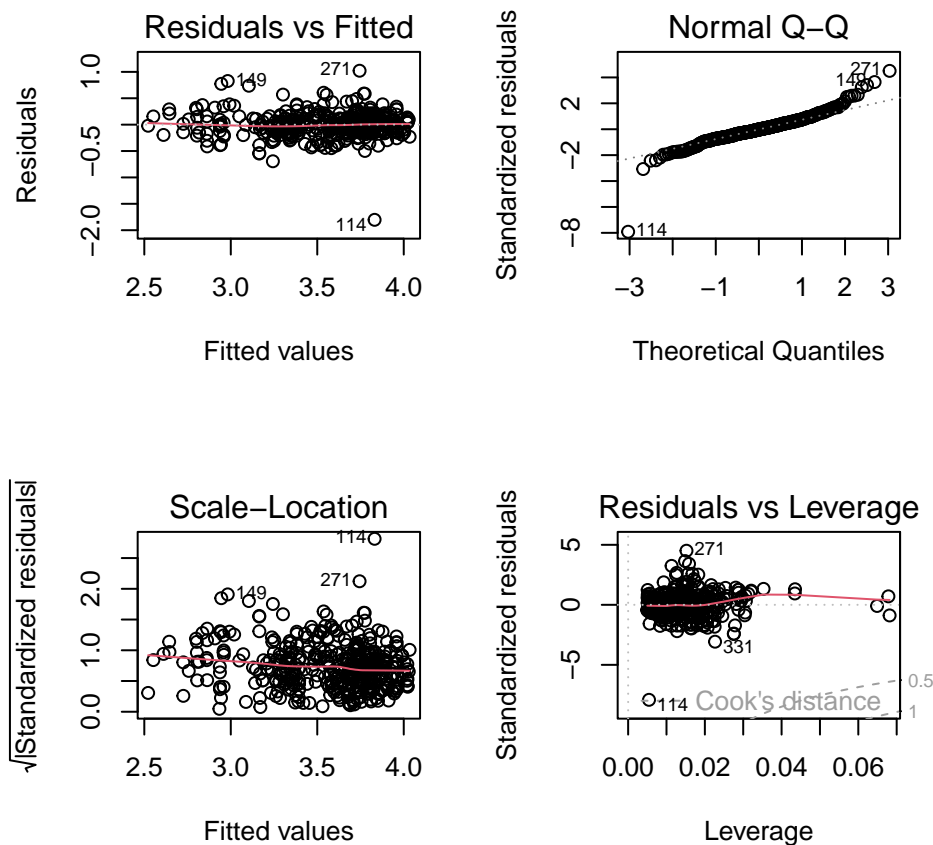 Residuals vs Fitted
Residuals
1.0
−0.5
−2.0
149
271
114
2.5 3.0 3.5 4.0
Fitted values
Normal Q−Q
Standardized residuals
2
−2
−8
271
149
114
−3 −1 1 2 3
Theoretical Quantiles
Scale−Location
√|Standardized residuals|
2.0
1.0
0.0
114
149
271
2.5 3.0 3.5 4.0
Fitted values
Residuals vs Leverage
Standardized residuals
5
0
−5
271
331
114
Cook's distance
0.5
1
0.00 0.02 0.04 0.06
Leverage